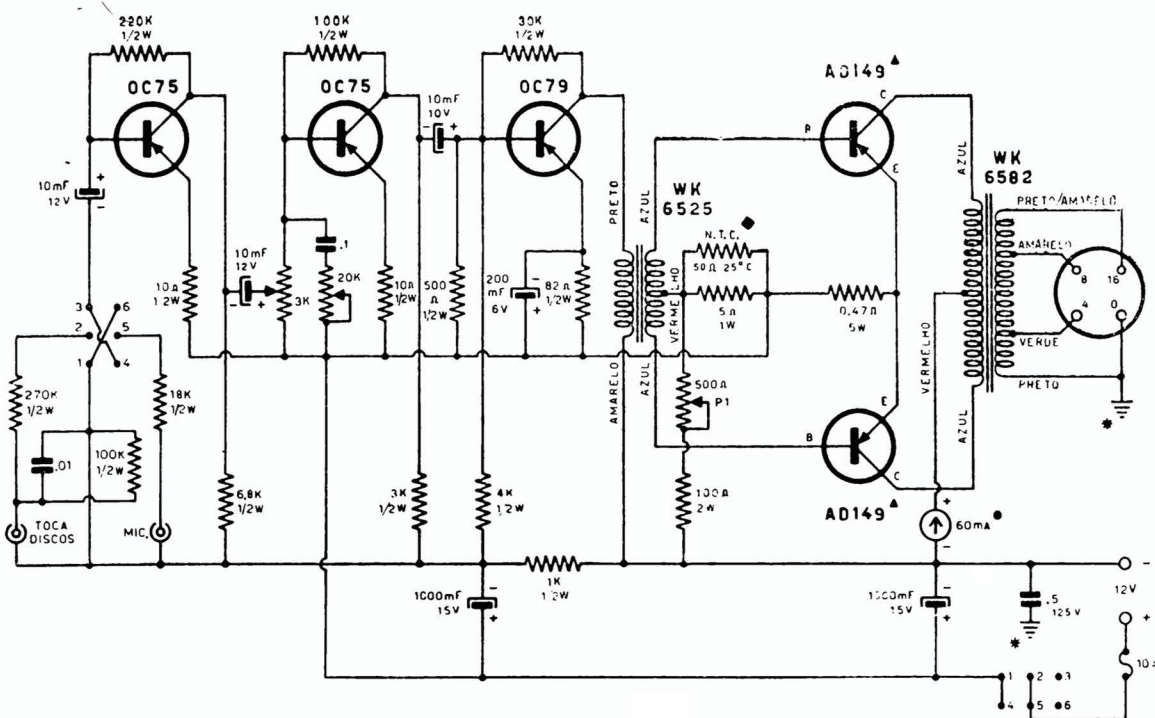 220K
1/2W
100K
1/2W
30K
1/2W
OC75
OC75
OC79
AD149
10mF
10V
- +
C
B
E
AZUL
WK
6582
10mF
12V
+
-
PRETO
AZUL
WK
6525
PRETO/AMARELO
AMARELO
N.T.C.
50Ω 25°C
8 16
4 0
10mF
12V
- +
.1
20K
3K
10Ω
1/2W
10Ω
1/2W
500
Ω
1/2W
200
mF
6V
-
+
82Ω
1/2W
VERMELHO
5Ω
1W
0,47Ω
5W
VERMELHO
VERDE
PRETO
*
3 6
2 5
1 4
270K
1/2W
18K
1/2W
.01
100K
1/2W
AMARELO
AZUL
500Ω
P1
E
B
C
AZUL
6,8K
1/2W
3K
1/2W
4K
1/2W
100Ω
2W
AD149
+
60mA
-
TOCA
DISCOS
MIC.
1K
1/2W
1000mF
15V
-
+
15V
-
+
.5
125V
*
-
12V
+
10A
1 2 3
4 5 6